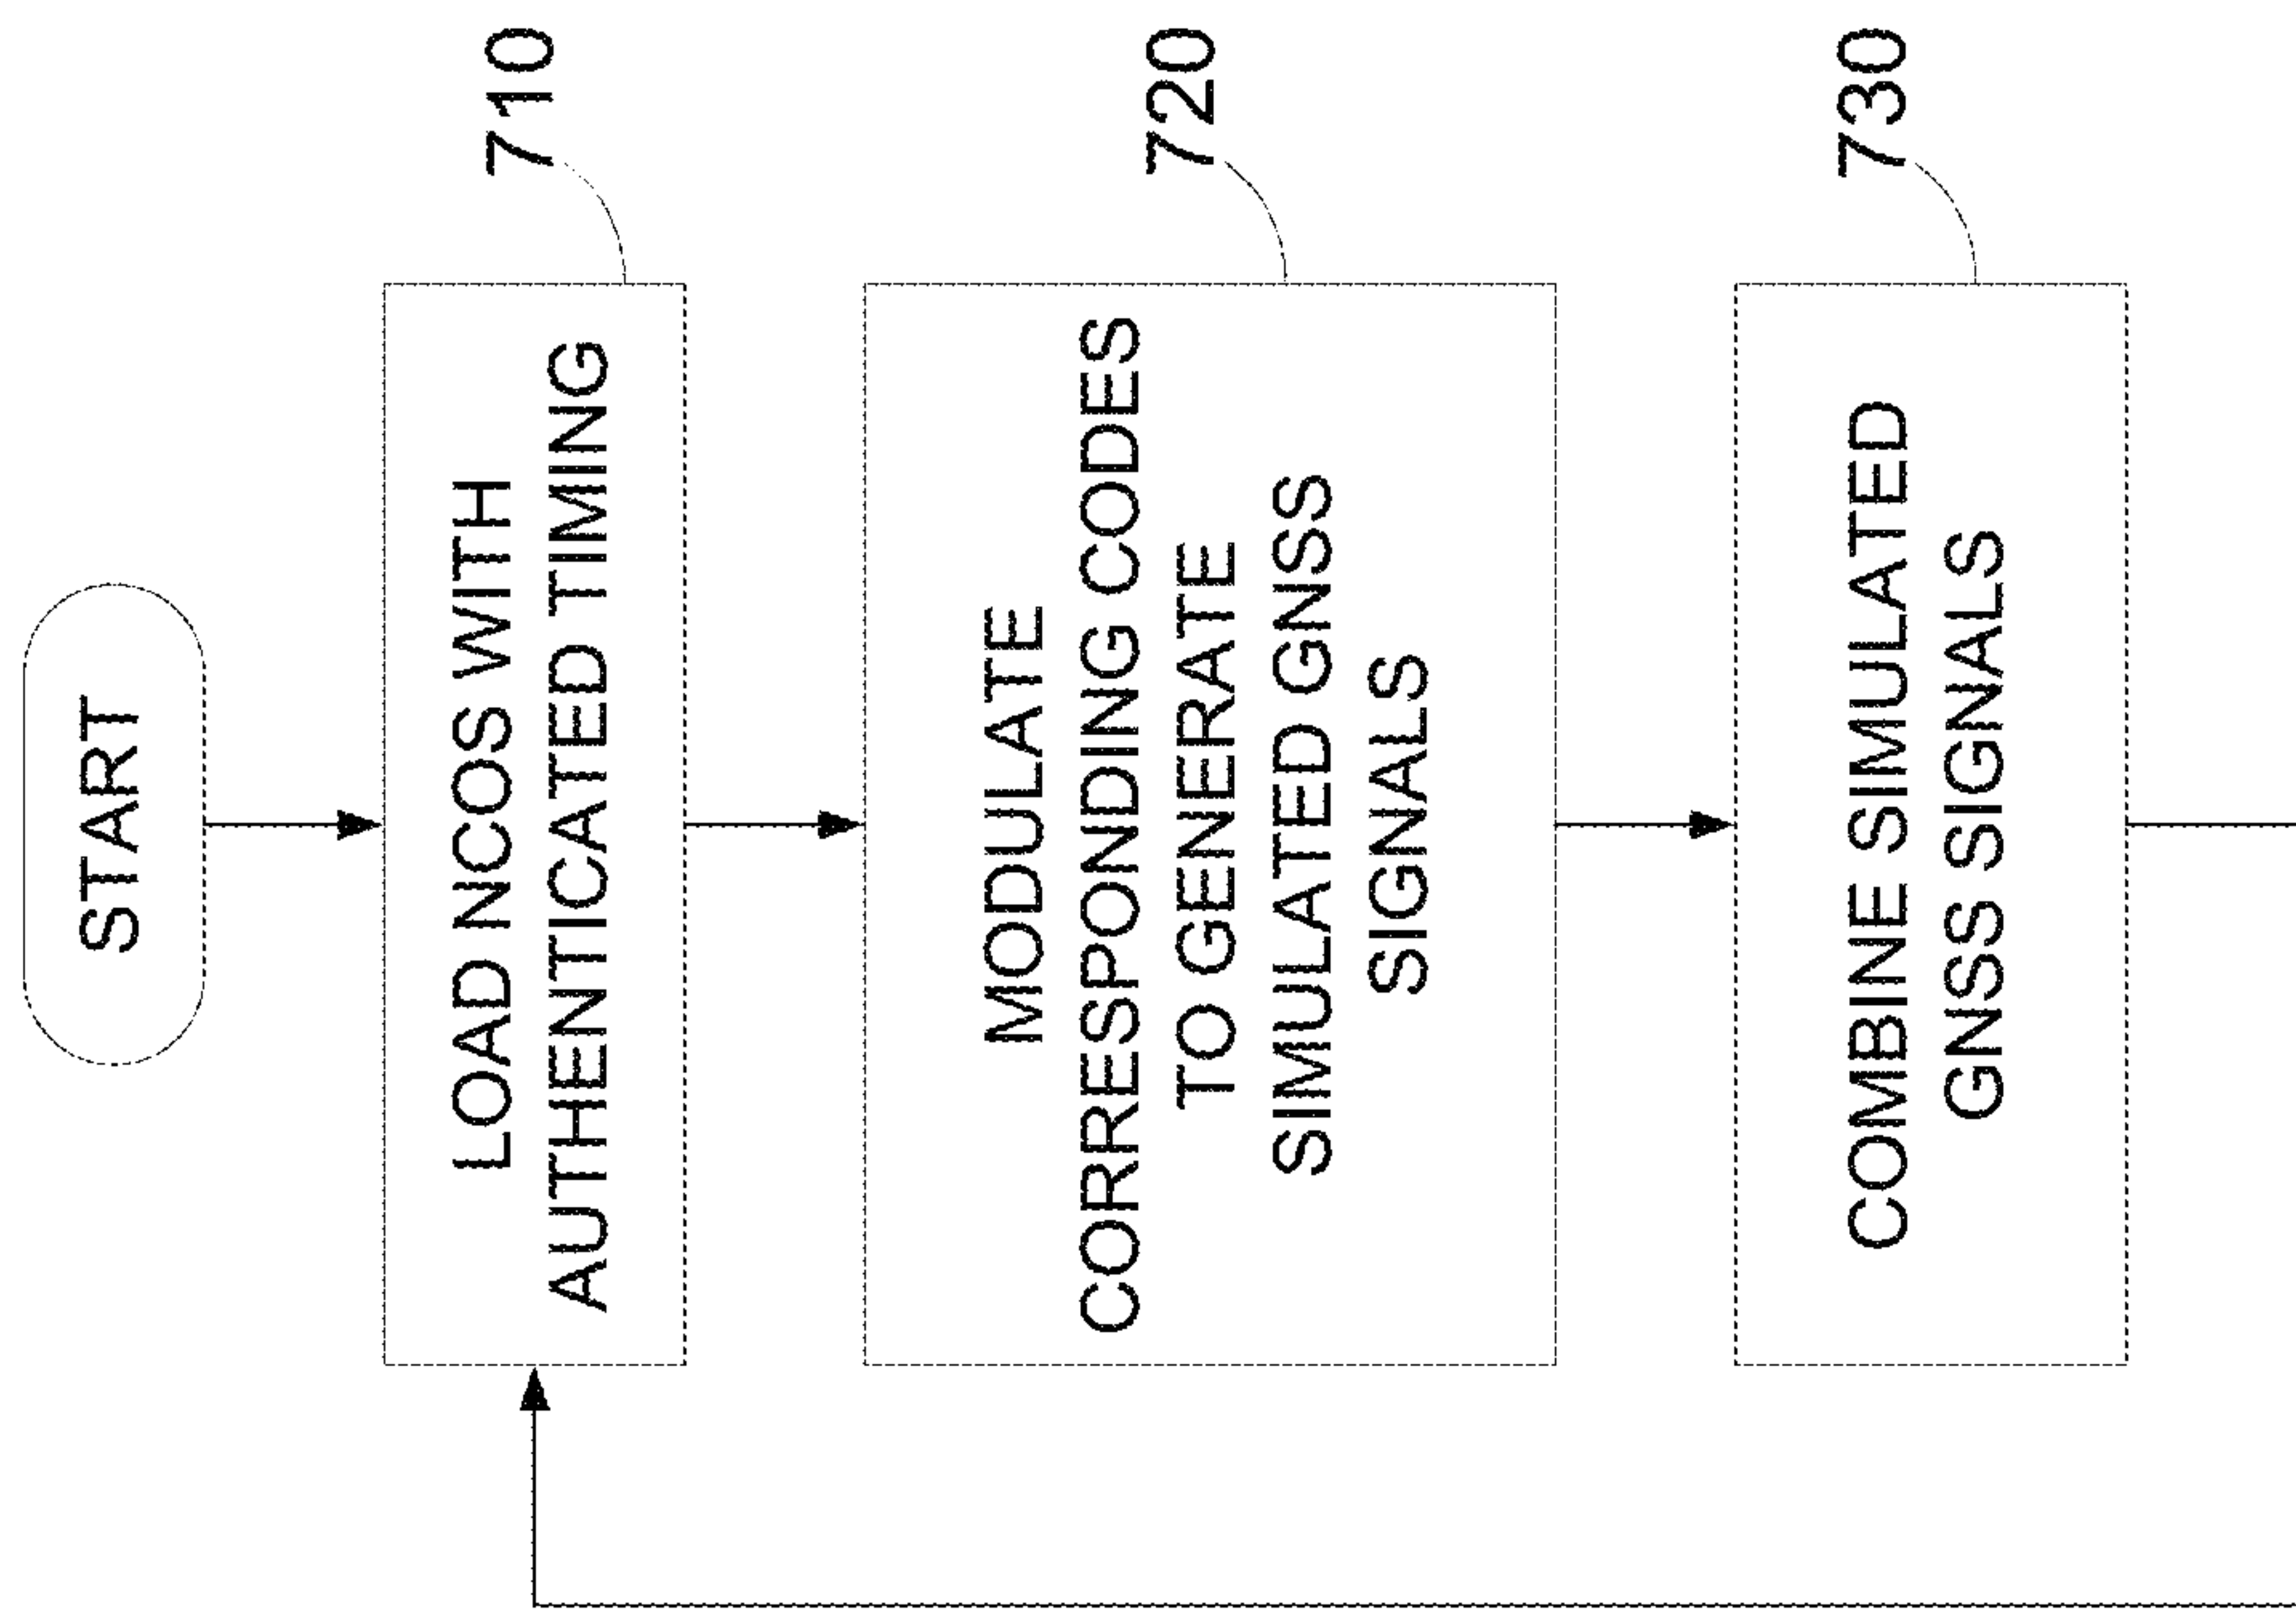 START
710
LOAD NCOS WITH
AUTHENTICATED TIMING
720
MODULATE
CORRESPONDING CODES
TO GENERATE
SIMULATED GNSS
SIGNALS
730
COMBINE SIMULATED
GNSS SIGNALS